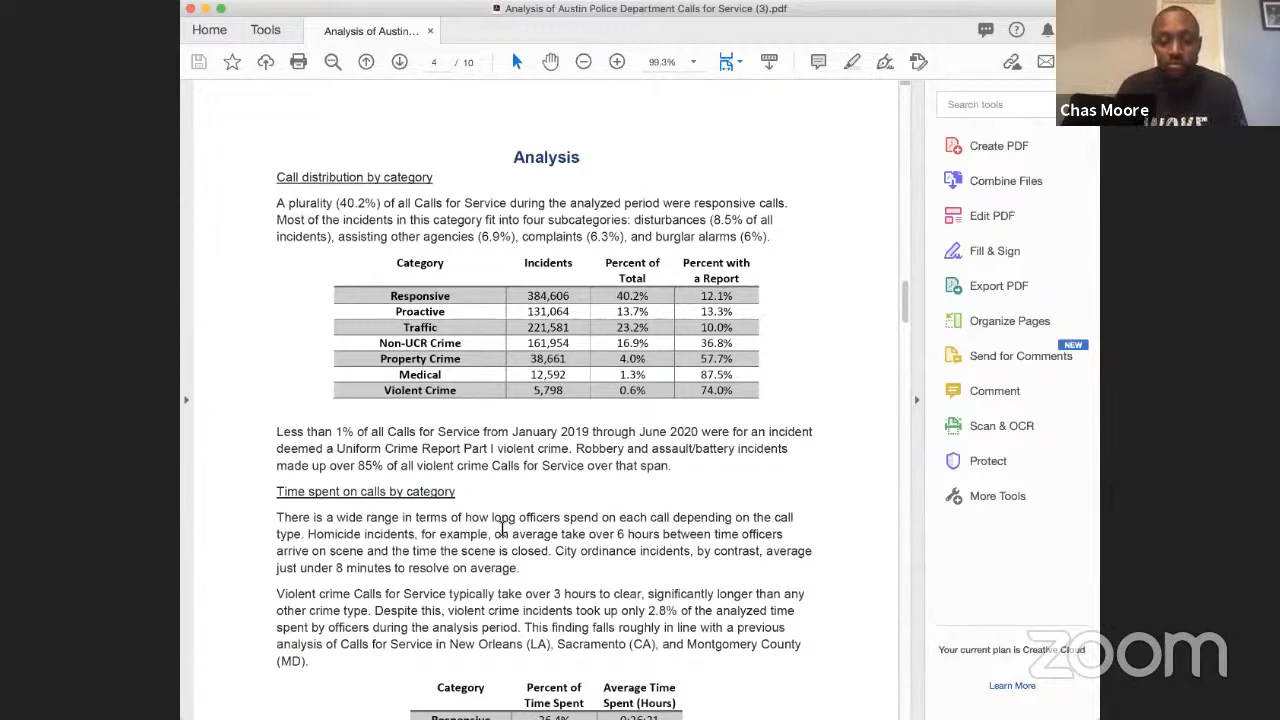 Analysis of Austin Police Department Calls for Service (3).pdf
Home Tools Analysis of Austin... ×
4 / 10 99.3%
Search tools
Chas Moore
Analysis
Call distribution by category
A plurality (40.2%) of all Calls for Service during the analyzed period were responsive calls.
Most of the incidents in this category fit into four subcategories: disturbances (8.5% of all
incidents), assisting other agencies (6.9%), complaints (6.3%), and burglar alarms (6%).
Category Incidents Percent of Total Percent with a Report
Responsive 384,606 40.2% 12.1%
Proactive 131,064 13.7% 13.3%
Traffic 221,581 23.2% 10.0%
Non-UCR Crime 161,954 16.9% 36.8%
Property Crime 38,661 4.0% 57.7%
Medical 12,592 1.3% 87.5%
Violent Crime 5,798 0.6% 74.0%
Less than 1% of all Calls for Service from January 2019 through June 2020 were for an incident
deemed a Uniform Crime Report Part I violent crime. Robbery and assault/battery incidents
made up over 85% of all violent crime Calls for Service over that span.
Time spent on calls by category
There is a wide range in terms of how long officers spend on each call depending on the call
type. Homicide incidents, for example, on average take over 6 hours between time officers
arrive on scene and the time the scene is closed. City ordinance incidents, by contrast, average
just under 8 minutes to resolve on average.
Violent crime Calls for Service typically take over 3 hours to clear, significantly longer than any
other crime type. Despite this, violent crime incidents took up only 2.8% of the analyzed time
spent by officers during the analysis period. This finding falls roughly in line with a previous
analysis of Calls for Service in New Orleans (LA), Sacramento (CA), and Montgomery County
(MD).
Category Percent of Time Spent Average Time Spent (Hours)
Responsive
Create PDF
Combine Files
Edit PDF
Fill & Sign
Export PDF
Organize Pages
NEW
Send for Comments
Comment
Scan & OCR
Protect
More Tools
Your current plan is Creative Cloud
Learn More
zoom